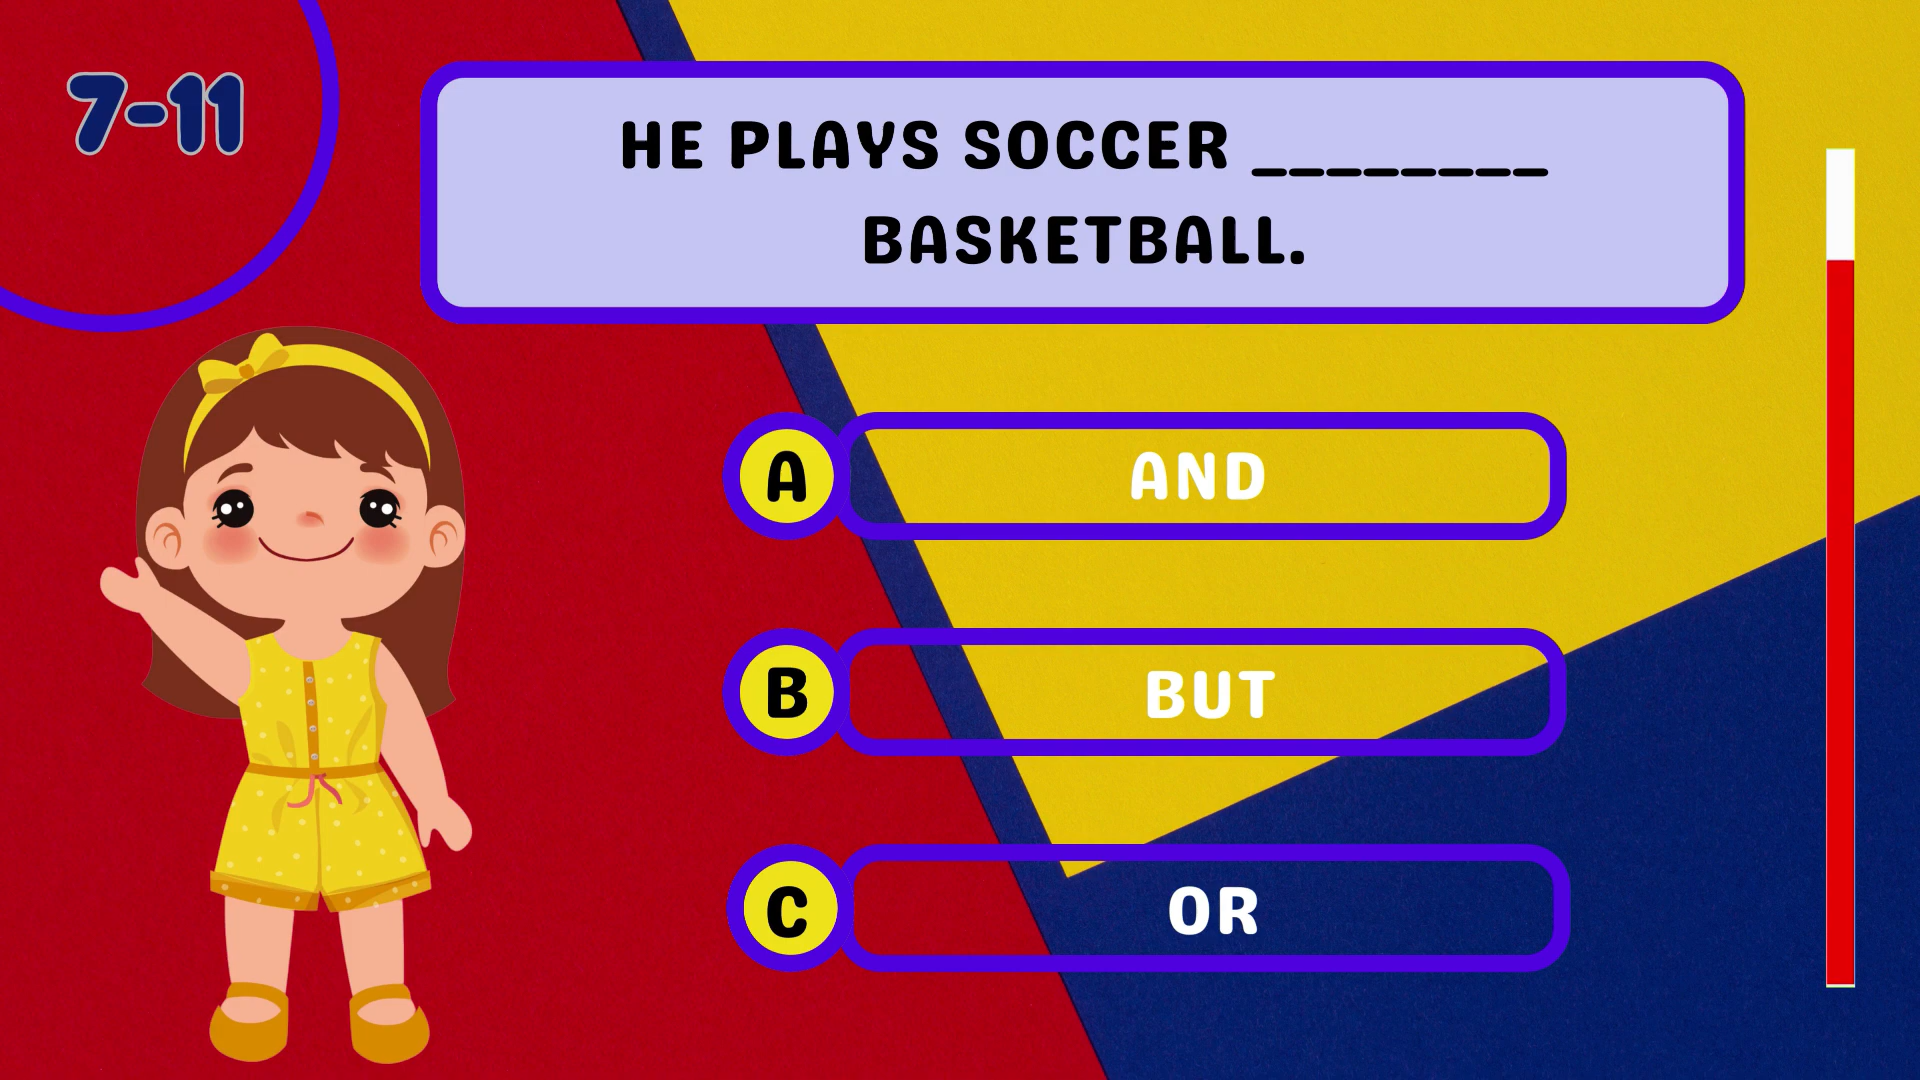 7-11
HE PLAYS SOCCER ________
BASKETBALL.
A AND
B BUT
C OR